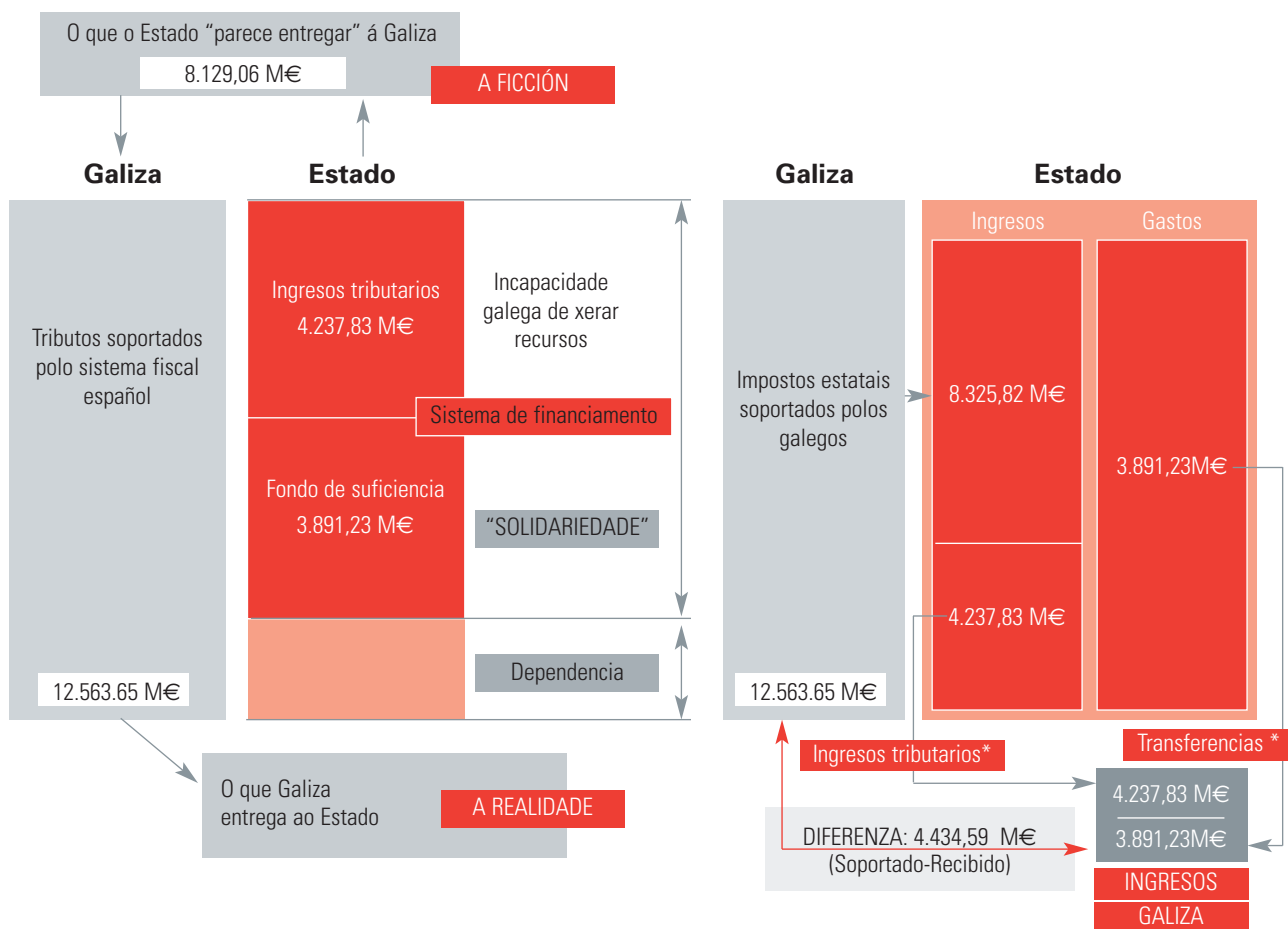 O que o Estado “parece entregar” á Galiza
8.129,06 M€
A FICCIÓN
Galiza
Estado
Tributos soportados
polo sistema fiscal
español
12.563.65 M€
Ingresos tributarios
4.237,83 M€
Sistema de financiamento
Fondo de suficiencia
3.891,23 M€
Incapacidade
galega de xerar
recursos
“SOLIDARIEDADE”
Dependencia
O que Galiza
entrega ao Estado
A REALIDADE
Galiza
Estado
Impostos estatais
soportados polos
galegos
12.563.65 M€
Ingresos
Gastos
8.325,82 M€
3.891,23M€
4.237,83 M€
Ingresos tributarios*
Transferencias *
4.237,83 M€
3.891,23M€
DIFERENZA: 4.434,59 M€
(Soportado-Recibido)
INGRESOS
GALIZA